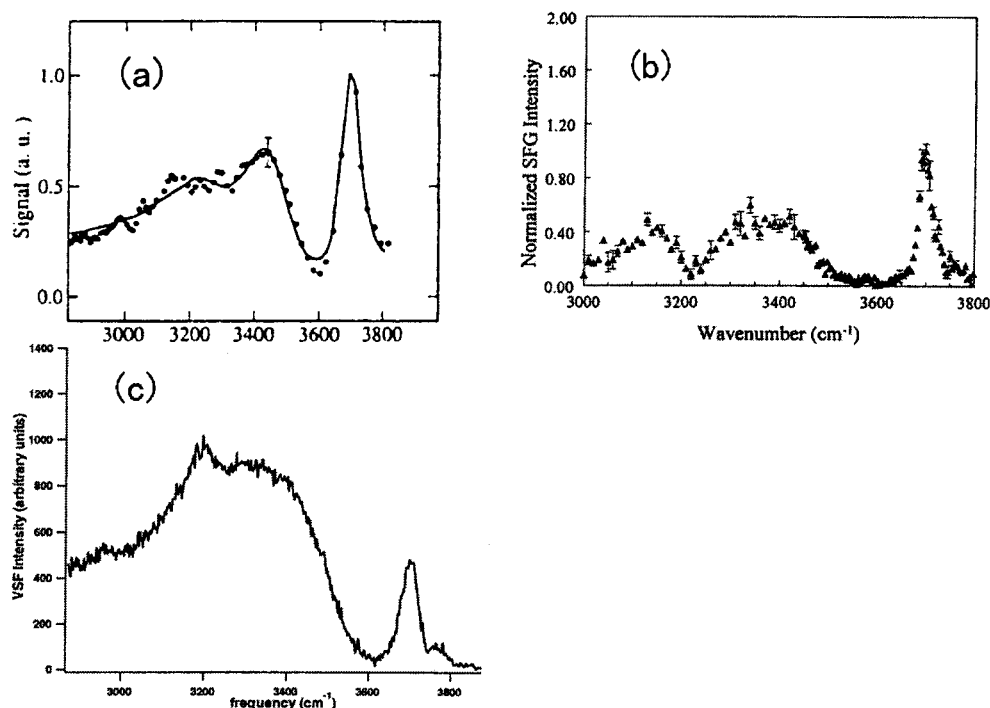 (a)
Signal (a. u.)
1.0
0.5
0.0
3000 3200 3400 3600 3800
(b)
Normalized SFG Intensity
2.00
1.60
1.20
0.80
0.40
0.00
3000 3200 3400 3600 3800
Wavenumber (cm-1)
(c)
VSF Intensity (arbitrary units)
1400
1200
1000
800
600
400
200
0
3000 3200 3400 3600 3800
frequency (cm-1)